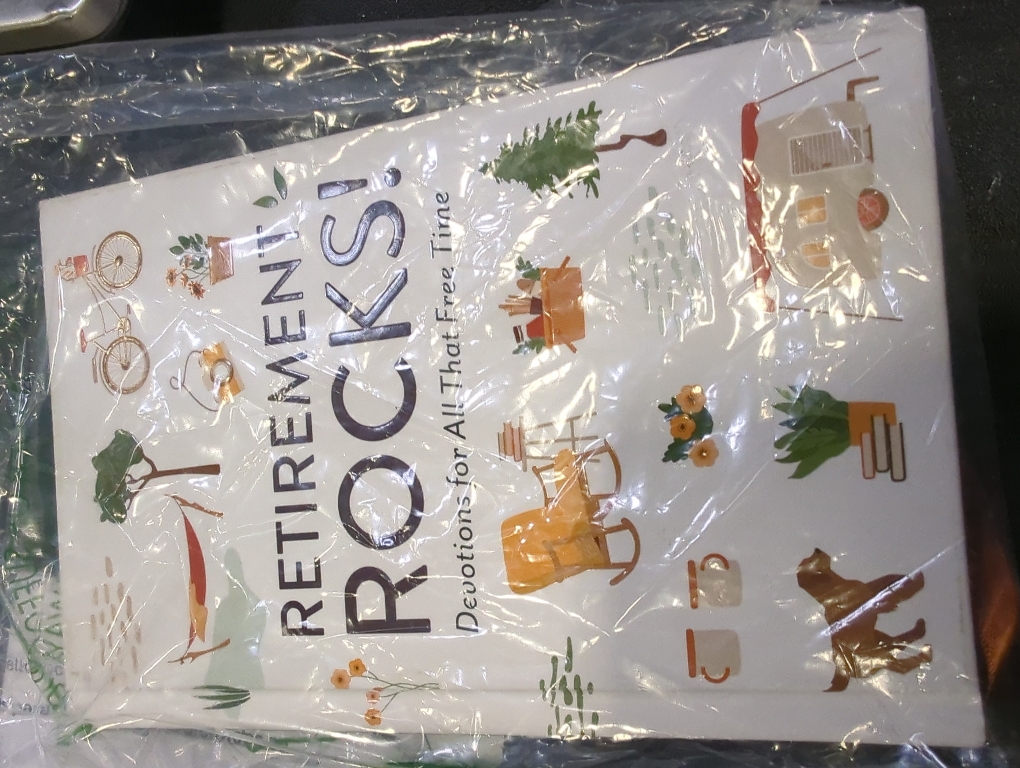 RETIREMENT
ROCKS!
Devotions for All That Free Time